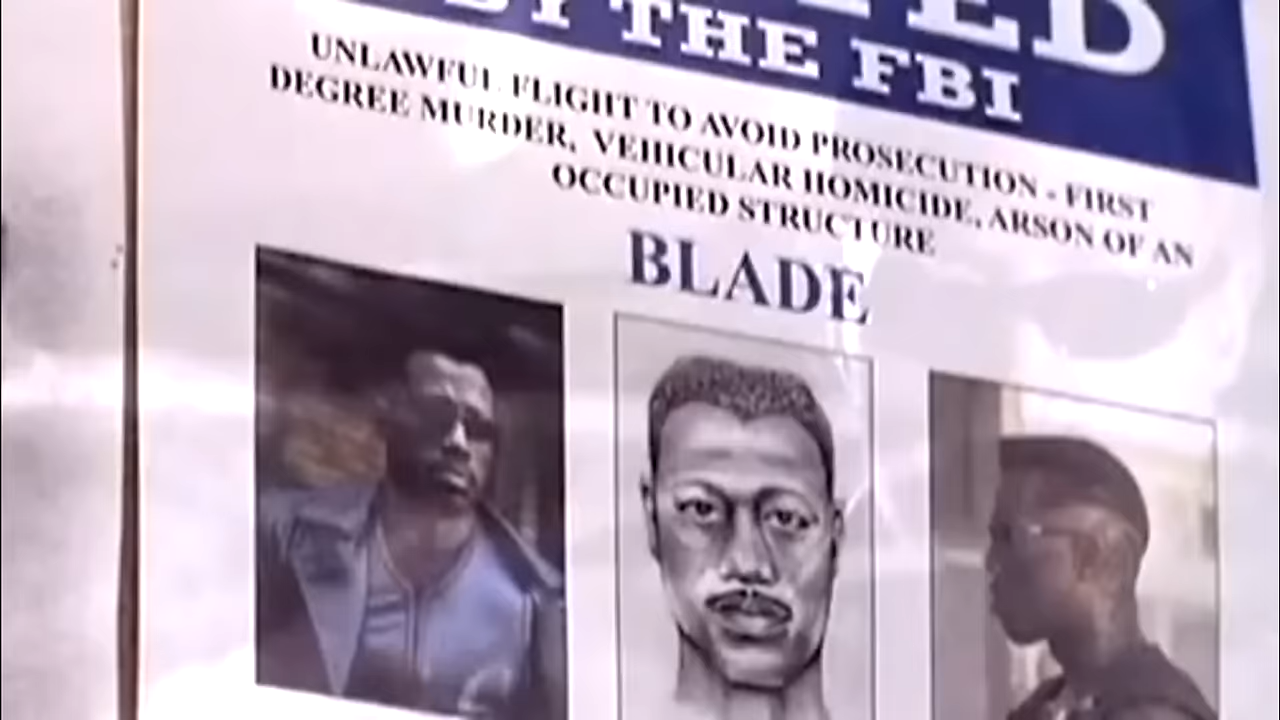 BY THE FBI
UNLAWFUL FLIGHT TO AVOID PROSECUTION - FIRST
DEGREE MURDER, VEHICULAR HOMICIDE, ARSON OF AN
OCCUPIED STRUCTURE
BLADE